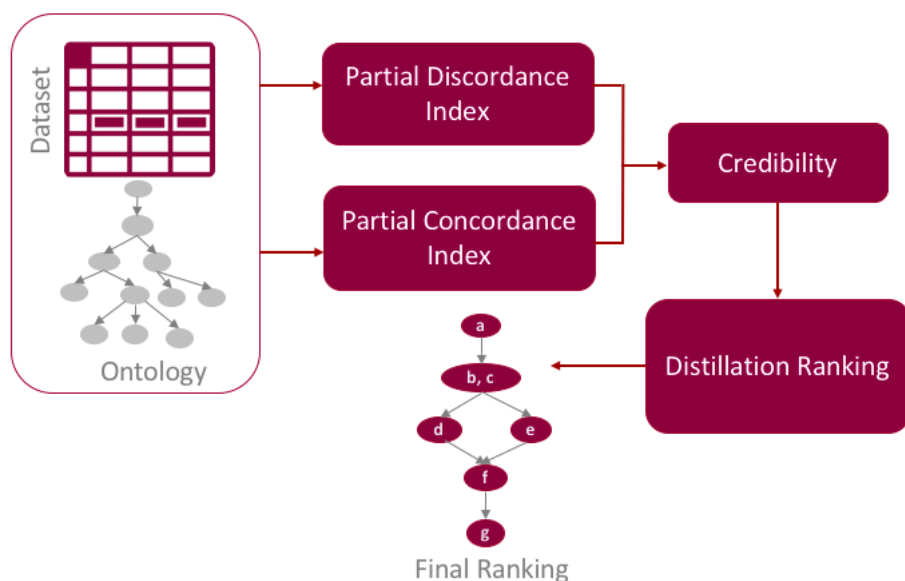 Dataset
Ontology
Partial Discordance
Index
Partial Concordance
Index
Credibility
Distillation Ranking
a
b, c
d
e
f
g
Final Ranking